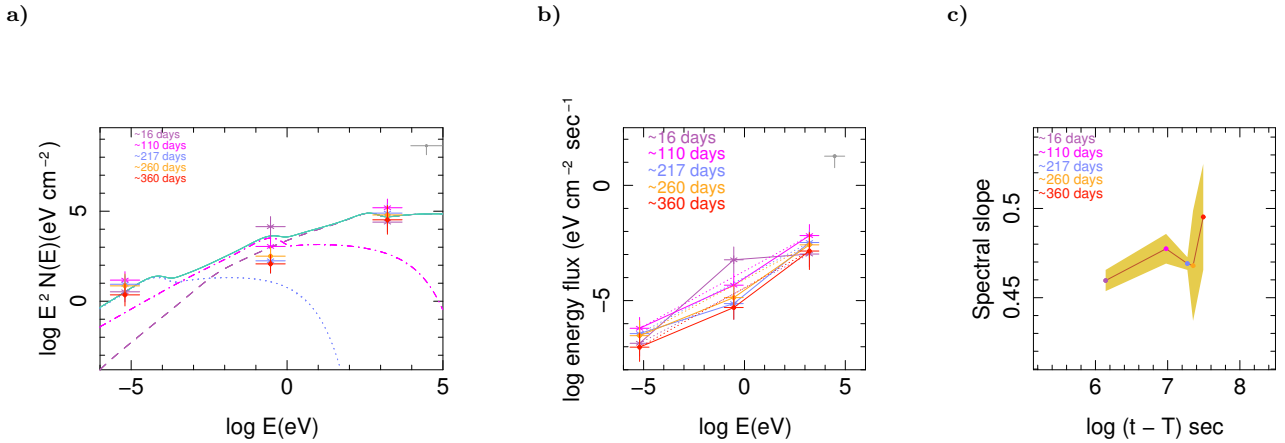 a)
log E² N(E)(eV cm⁻²)
~16 days
~110 days
~217 days
~260 days
~360 days
5
0
−5
0
5
log E(eV)
b)
log energy flux (eV cm⁻² sec⁻¹
~16 days
~110 days
~217 days
~260 days
~360 days
0
−5
−5
0
5
log E(eV)
c)
Spectral slope
~16 days
~110 days
~217 days
~260 days
~360 days
0.5
0.45
6
7
8
log (t − T) sec